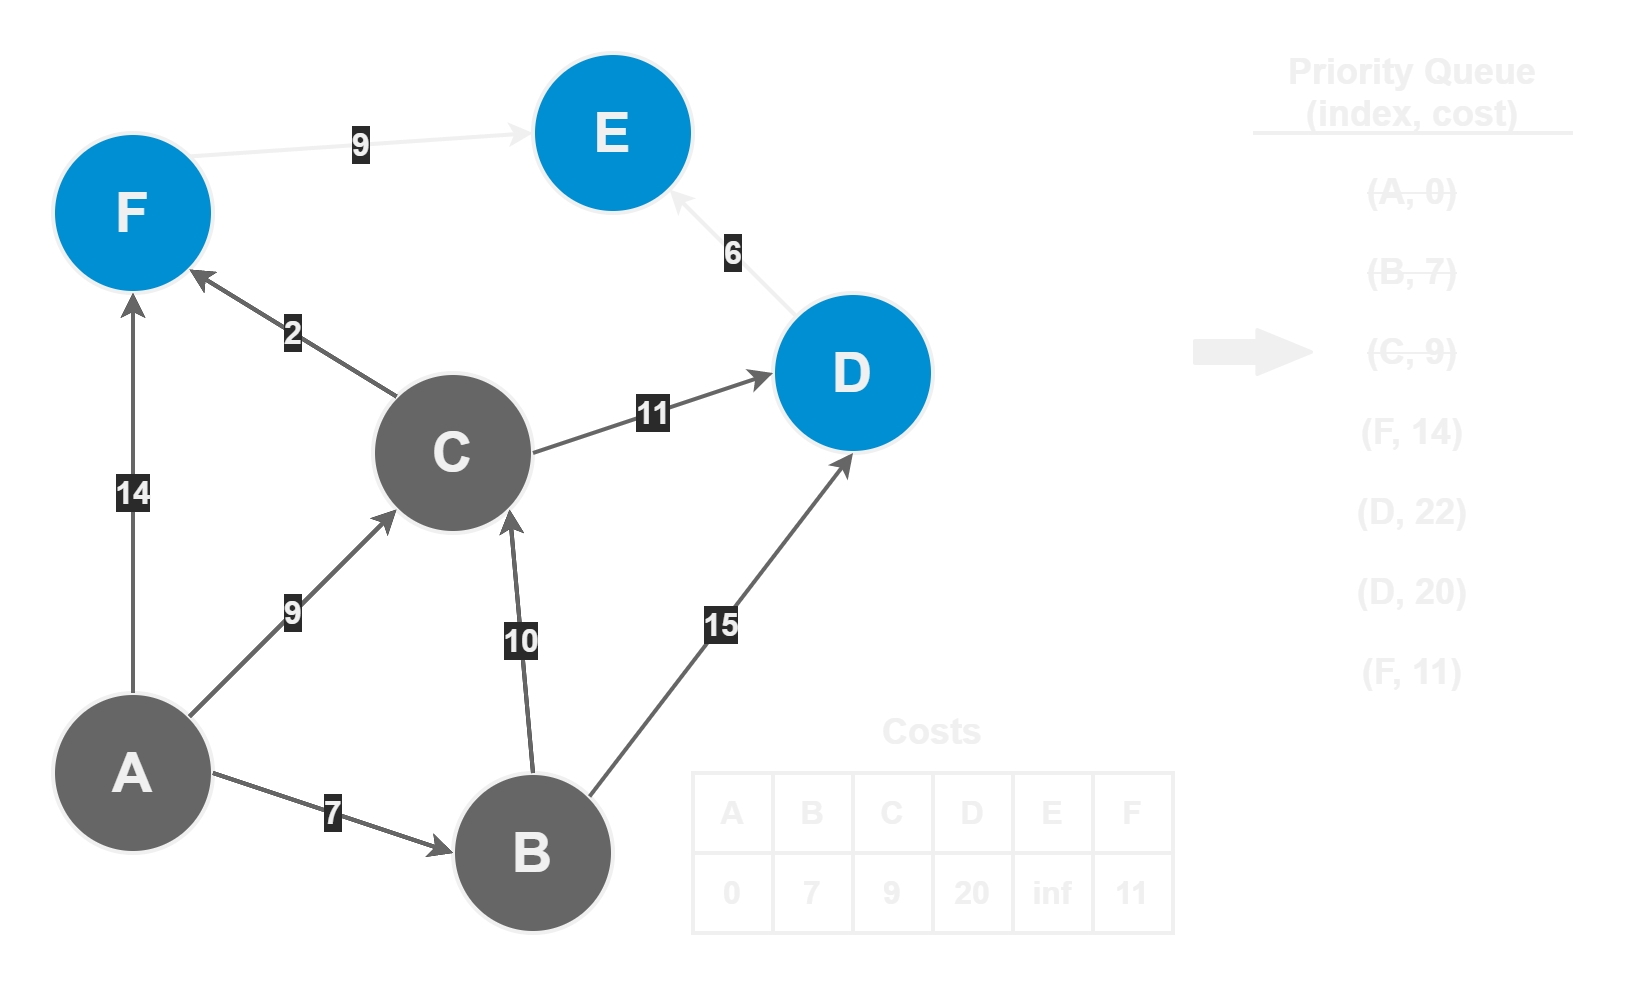 E
9
F
6
2
D
11
C
14
9
10
15
A
7
B
Priority Queue
(index, cost)
(A, 0)
(B, 7)
(C, 9)
(F, 14)
(D, 22)
(D, 20)
(F, 11)
Costs
A B C D E F
0 7 9 20 inf 11